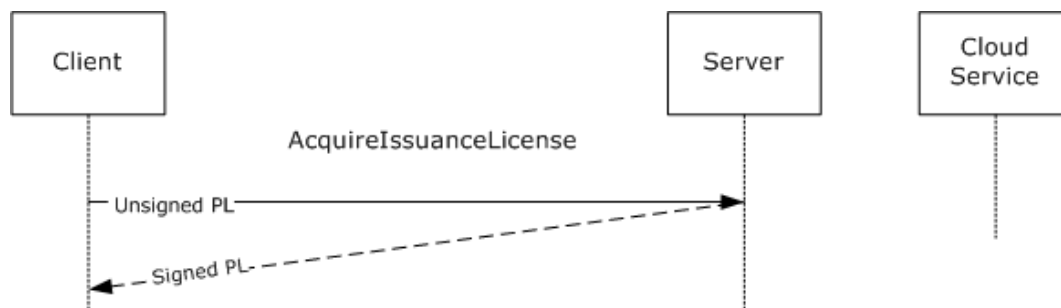 Client
Server
Cloud
Service
AcquireIssuanceLicense
Unsigned PL
Signed PL